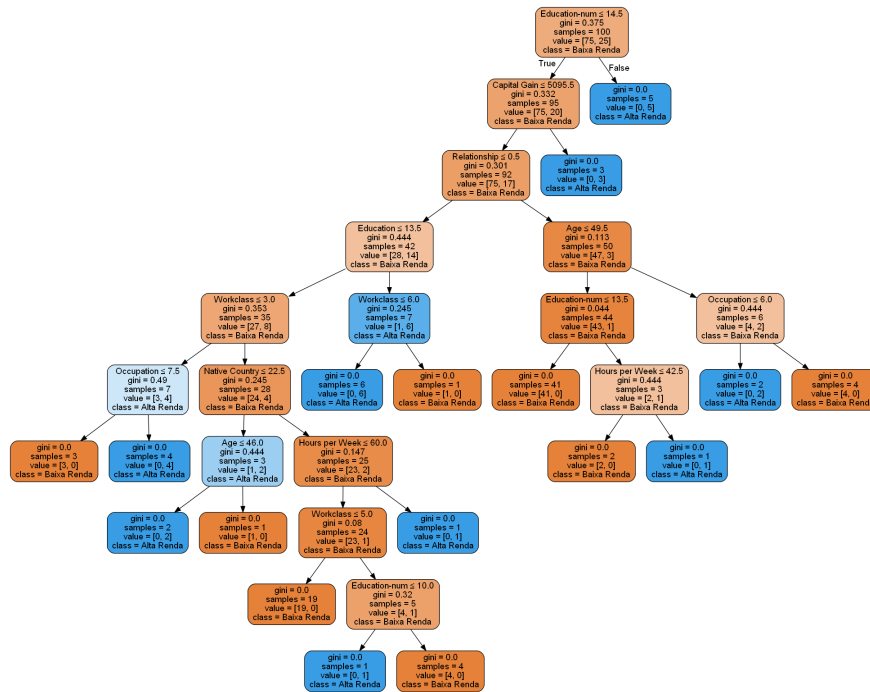 Education-num ≤ 14.5
gini = 0.375
samples = 100
value = [75, 25]
class = Baixa Renda
True
False
Capital Gain ≤ 5095.5
gini = 0.332
samples = 95
value = [75, 20]
class = Baixa Renda
gini = 0.0
samples = 5
value = [0, 5]
class = Alta Renda
Relationship ≤ 0.5
gini = 0.301
samples = 92
value = [75, 17]
class = Baixa Renda
gini = 0.0
samples = 3
value = [0, 3]
class = Alta Renda
Education ≤ 13.5
gini = 0.444
samples = 42
value = [28, 14]
class = Baixa Renda
Age ≤ 49.5
gini = 0.113
samples = 50
value = [47, 3]
class = Baixa Renda
Workclass ≤ 3.0
gini = 0.353
samples = 35
value = [27, 8]
class = Baixa Renda
Workclass ≤ 6.0
gini = 0.245
samples = 7
value = [1, 6]
class = Alta Renda
Education-num ≤ 13.5
gini = 0.044
samples = 44
value = [43, 1]
class = Baixa Renda
Occupation ≤ 6.0
gini = 0.444
samples = 6
value = [4, 2]
class = Baixa Renda
Occupation ≤ 7.5
gini = 0.49
samples = 7
value = [3, 4]
class = Alta Renda
Native Country ≤ 22.5
gini = 0.245
samples = 28
value = [24, 4]
class = Baixa Renda
gini = 0.0
samples = 6
value = [0, 6]
class = Alta Renda
gini = 0.0
samples = 1
value = [1, 0]
class = Baixa Renda
gini = 0.0
samples = 41
value = [41, 0]
class = Baixa Renda
Hours per Week ≤ 42.5
gini = 0.444
samples = 3
value = [2, 1]
class = Baixa Renda
gini = 0.0
samples = 2
value = [0, 2]
class = Alta Renda
gini = 0.0
samples = 4
value = [4, 0]
class = Baixa Renda
gini = 0.0
samples = 3
value = [3, 0]
class = Baixa Renda
gini = 0.0
samples = 4
value = [0, 4]
class = Alta Renda
Age ≤ 46.0
gini = 0.444
samples = 3
value = [1, 2]
class = Alta Renda
Hours per Week ≤ 60.0
gini = 0.147
samples = 25
value = [23, 2]
class = Baixa Renda
gini = 0.0
samples = 2
value = [2, 0]
class = Baixa Renda
gini = 0.0
samples = 1
value = [0, 1]
class = Alta Renda
gini = 0.0
samples = 2
value = [0, 2]
class = Alta Renda
gini = 0.0
samples = 1
value = [1, 0]
class = Baixa Renda
Workclass ≤ 5.0
gini = 0.08
samples = 24
value = [23, 1]
class = Baixa Renda
gini = 0.0
samples = 1
value = [0, 1]
class = Alta Renda
gini = 0.0
samples = 19
value = [19, 0]
class = Baixa Renda
Education-num ≤ 10.0
gini = 0.32
samples = 5
value = [4, 1]
class = Baixa Renda
gini = 0.0
samples = 1
value = [0, 1]
class = Alta Renda
gini = 0.0
samples = 4
value = [4, 0]
class = Baixa Renda